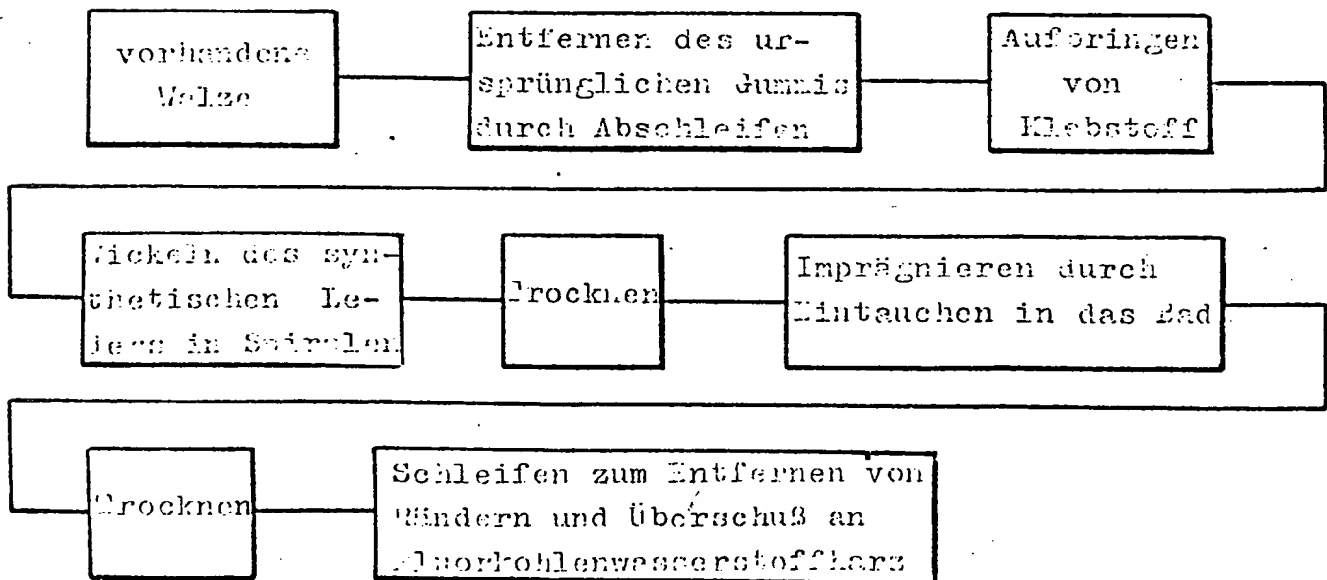 vorhandene
Walze
Entfernen des ur-
sprünglichen Gummis
durch Abschleifen
Aufbringen
von
Klebstoff
Wickeln des syn-
thetischen Le-
ders in Spiralen
Trocknen
Imprägnieren durch
Eintauchen in das Bad
Trocknen
Schleifen zum Entfernen von
Rändern und Überschuß an
Fluorkohlenwasserstoffharz